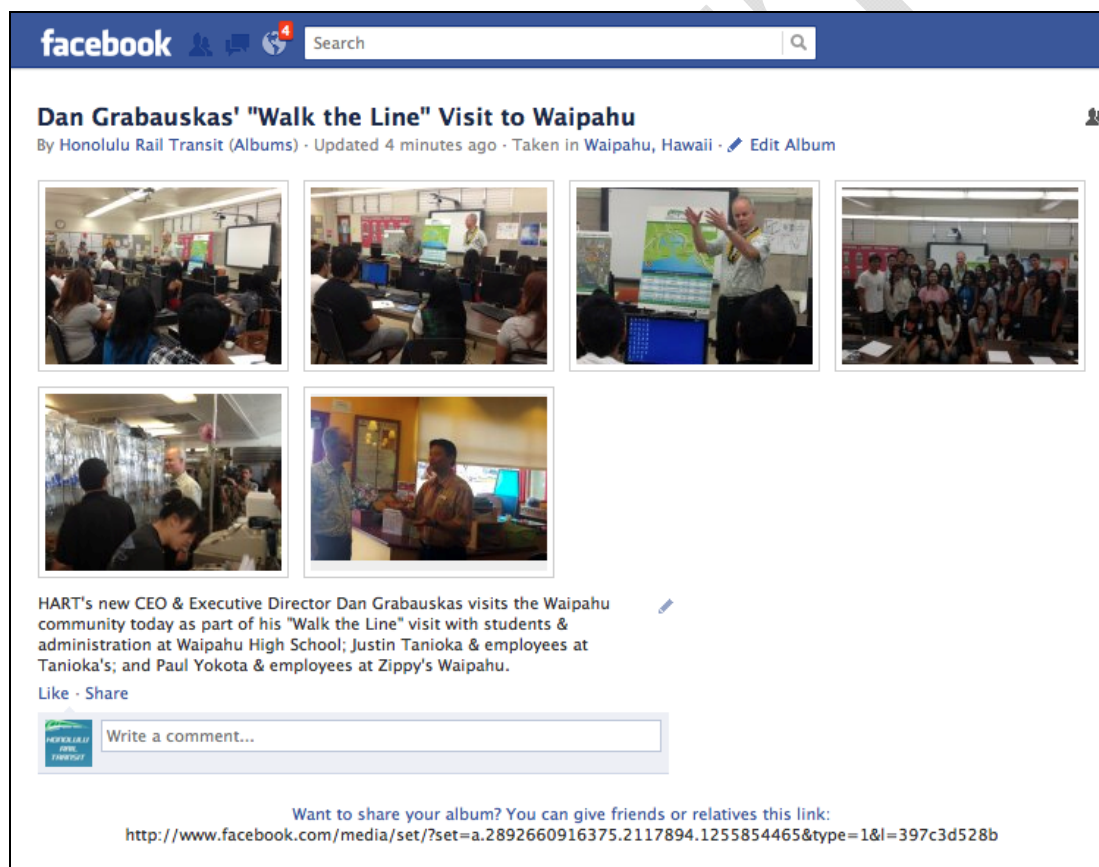 facebook
4
Search
Dan Grabauskas' "Walk the Line" Visit to Waipahu
By Honolulu Rail Transit (Albums) · Updated 4 minutes ago · Taken in Waipahu, Hawaii · Edit Album
HART's new CEO & Executive Director Dan Grabauskas visits the Waipahu
community today as part of his "Walk the Line" visit with students &
administration at Waipahu High School; Justin Tanioka & employees at
Tanioka's; and Paul Yokota & employees at Zippy's Waipahu.
Like · Share
HONOLULU
RAIL
TRANSIT
Write a comment...
Want to share your album? You can give friends or relatives this link:
http://www.facebook.com/media/set/?set=a.2892660916375.2117894.1255854465&type=1&l=397c3d528b